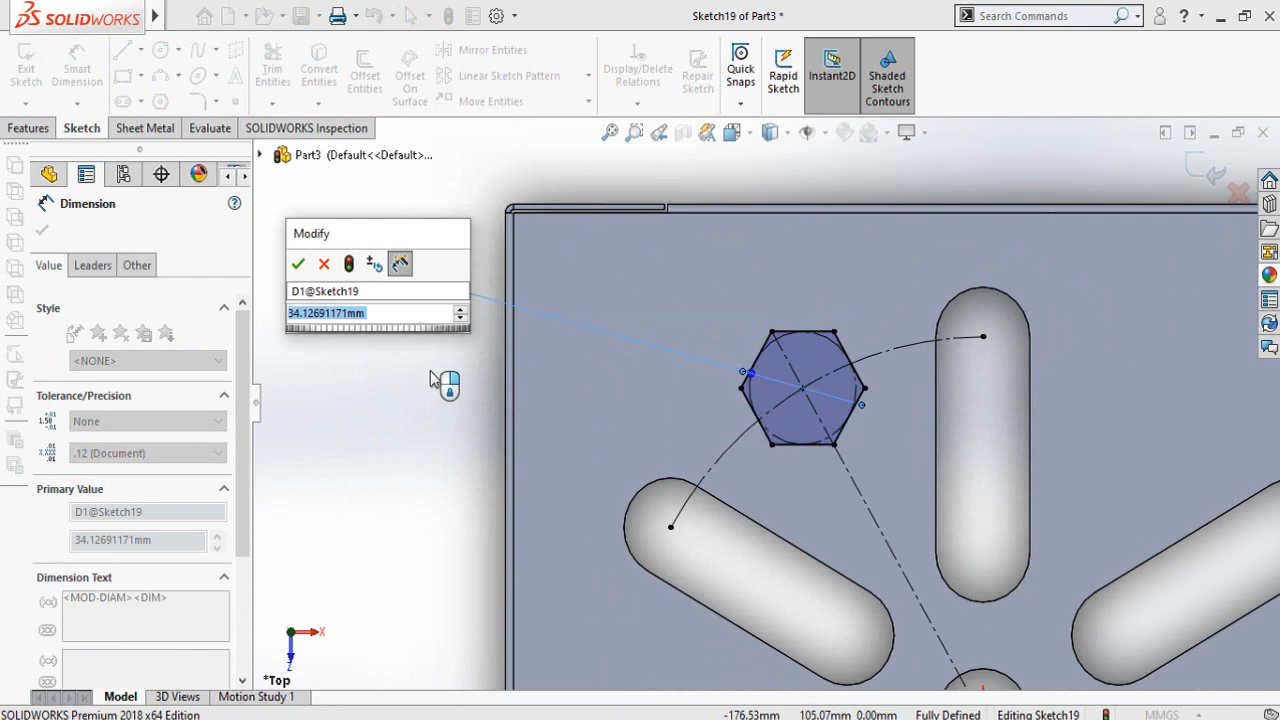 SOLIDWORKS
Sketch19 of Part3 *
Search Commands
?
Exit Sketch
Smart Dimension
Trim Entities
Convert Entities
Offset Entities
Offset On Surface
Mirror Entities
Linear Sketch Pattern
Move Entities
Display/Delete Relations
Repair Sketch
Quick Snaps
Rapid Sketch
Instant2D
Shaded Sketch Contours
Features
Sketch
Sheet Metal
Evaluate
SOLIDWORKS Inspection
Part3 (Default<<Default>...
Dimension
?
Value
Leaders
Other
Style
<NONE>
Tolerance/Precision
None
.12 (Document)
Primary Value
D1@Sketch19
34.12691171mm
Dimension Text
<MOD-DIAM><DIM>
Modify
D1@Sketch19
34.12691171mm
X
Z
*Top
Model
3D Views
Motion Study 1
SOLIDWORKS Premium 2018 x64 Edition
-176.53mm
105.07mm 0.00mm
Fully Defined
Editing Sketch19
MMGS